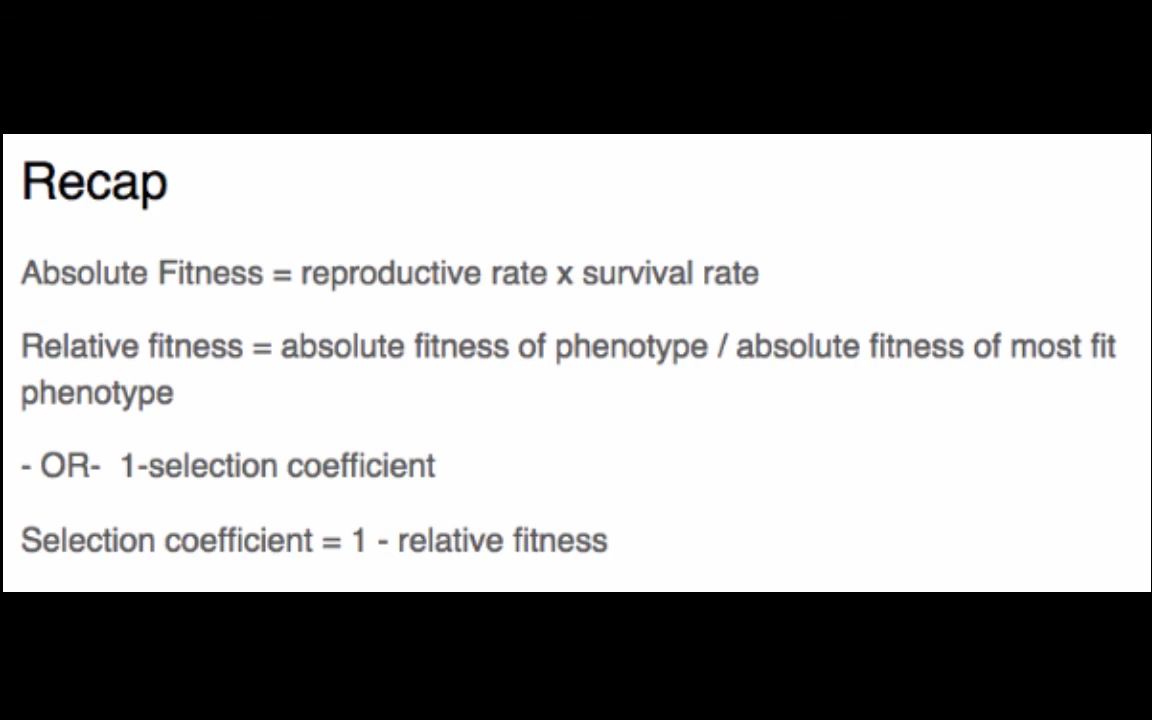 Recap
Absolute Fitness = reproductive rate x survival rate
Relative fitness = absolute fitness of phenotype / absolute fitness of most fit
phenotype
- OR-  1-selection coefficient
Selection coefficient = 1 - relative fitness